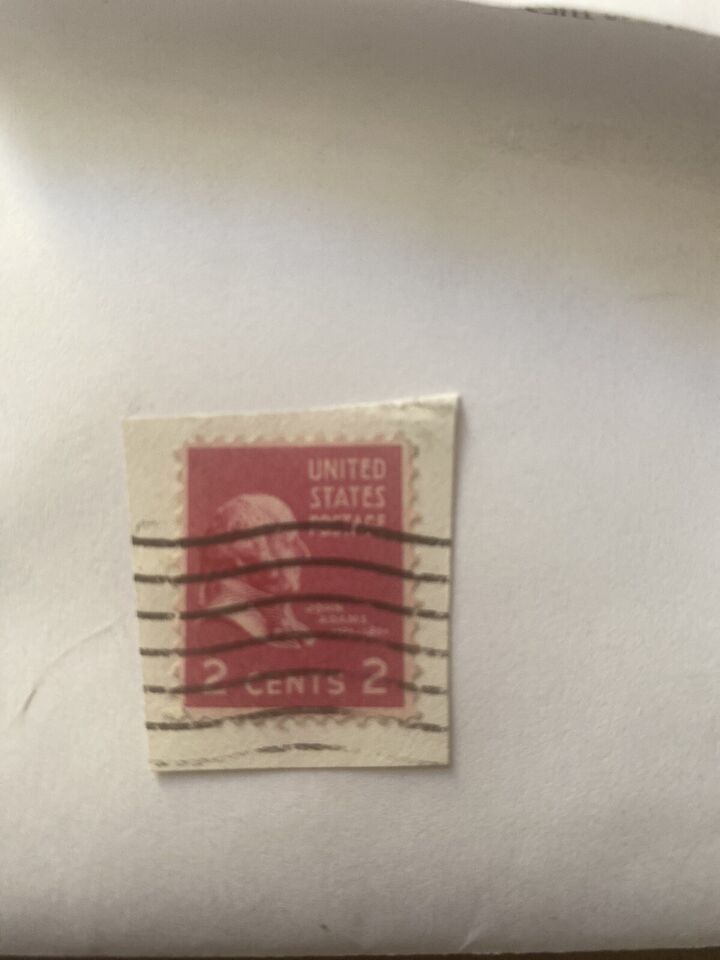 UNITED
STATES
POSTAGE
JOHN
ADAMS
2 CENTS 2